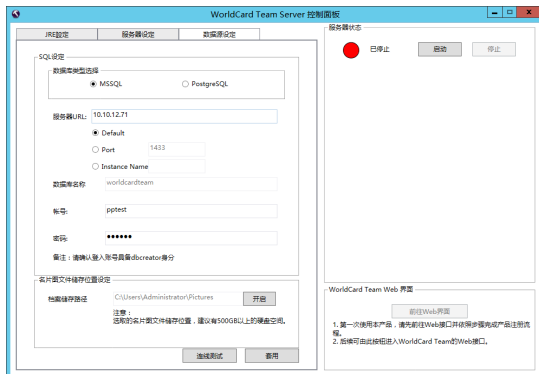 WorldCard Team Server 控制面板
JRE設定
服务器设定
数据源设定
SQL设定
数据库类型选择
MSSQL
PostgreSQL
服务器URL: 10.10.12.71
Default
Port 1433
Instance Name
数据库名称 worldcardteam
帐号: pptest
密码: ●●●●●●
备注：请确认登入账号具备dbcreator身分
名片图文件储存位置设定
档案储存路径 C:\Users\Administrator\Pictures 开启
注意：
选取的名片图文件存位置，建议有500GB以上的硬盘空间。
连线测试
套用
服务器状态
已停止
启动
停止
WorldCard Team Web 界面
前往Web界面
1. 第一次使用本产品，请先前往Web接口并依照步骤完成产品注册流
程。
2. 后续可由此按钮进入WorldCard Team的Web接口。